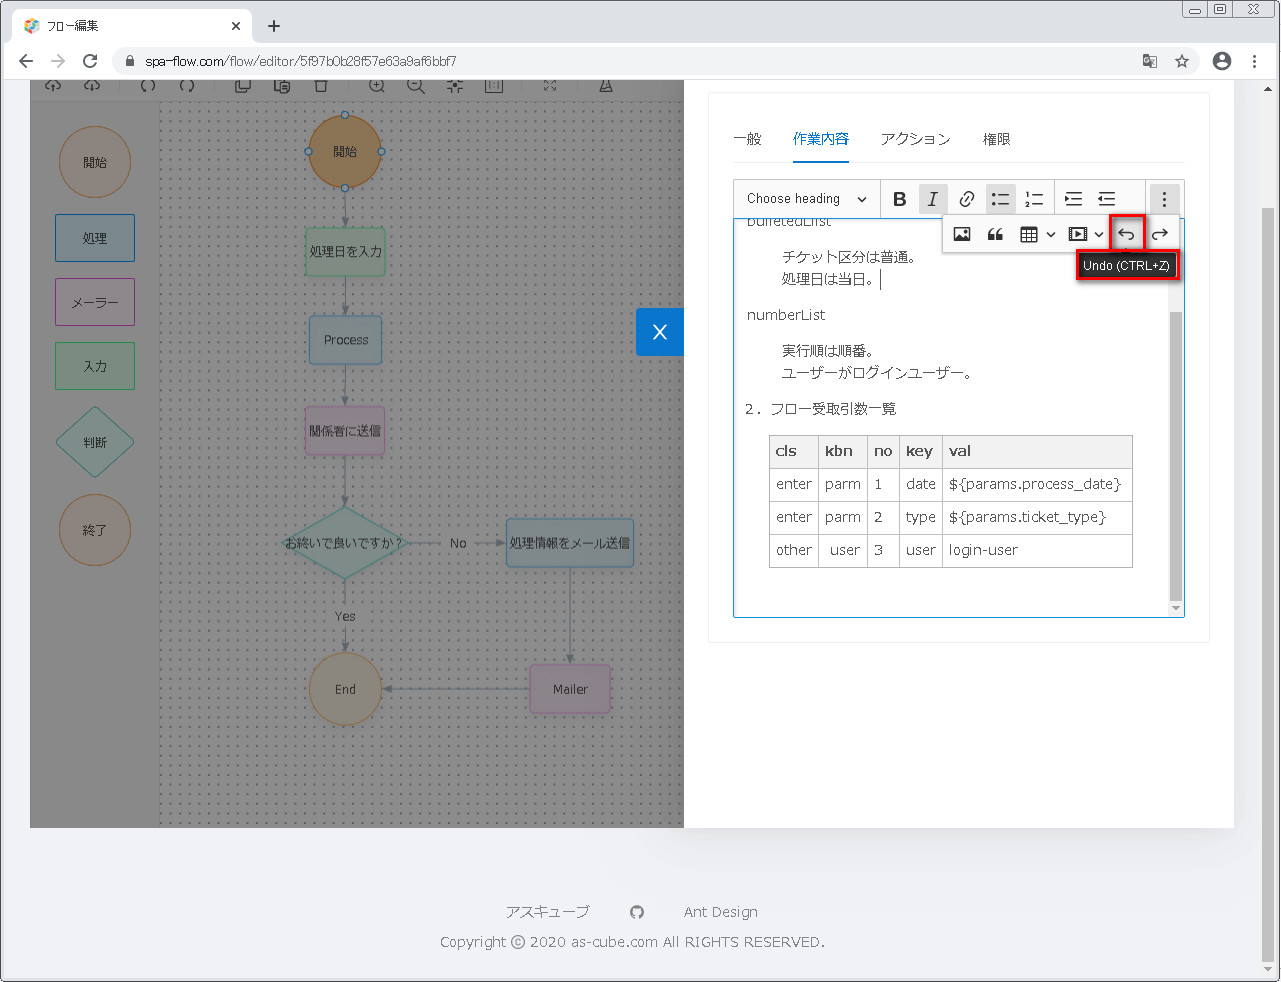 フロー編集
spa-flow.com/flow/editor/5f97b0b28f57e63a9af6bbf7
開始
処理
メーラー
入力
判断
終了
開始
処理日を入力
Process
関係者に送信
お終いで良いですか?
No
処理情報をメール送信
Yes
End
Mailer
X
一般
作業内容
アクション
権限
Choose heading
B
I
Undo (CTRL+Z)
bulletedList
チケット区分は普通。
処理日は当日。
numberList
実行順は順番。
ユーザーがログインユーザー。
2. フロー受取引数一覧
cls kbn no key val
enter parm 1 date ${params.process_date}
enter parm 2 type ${params.ticket_type}
other user 3 user login-user
アスキューブ
Ant Design
Copyright © 2020 as-cube.com All RIGHTS RESERVED.